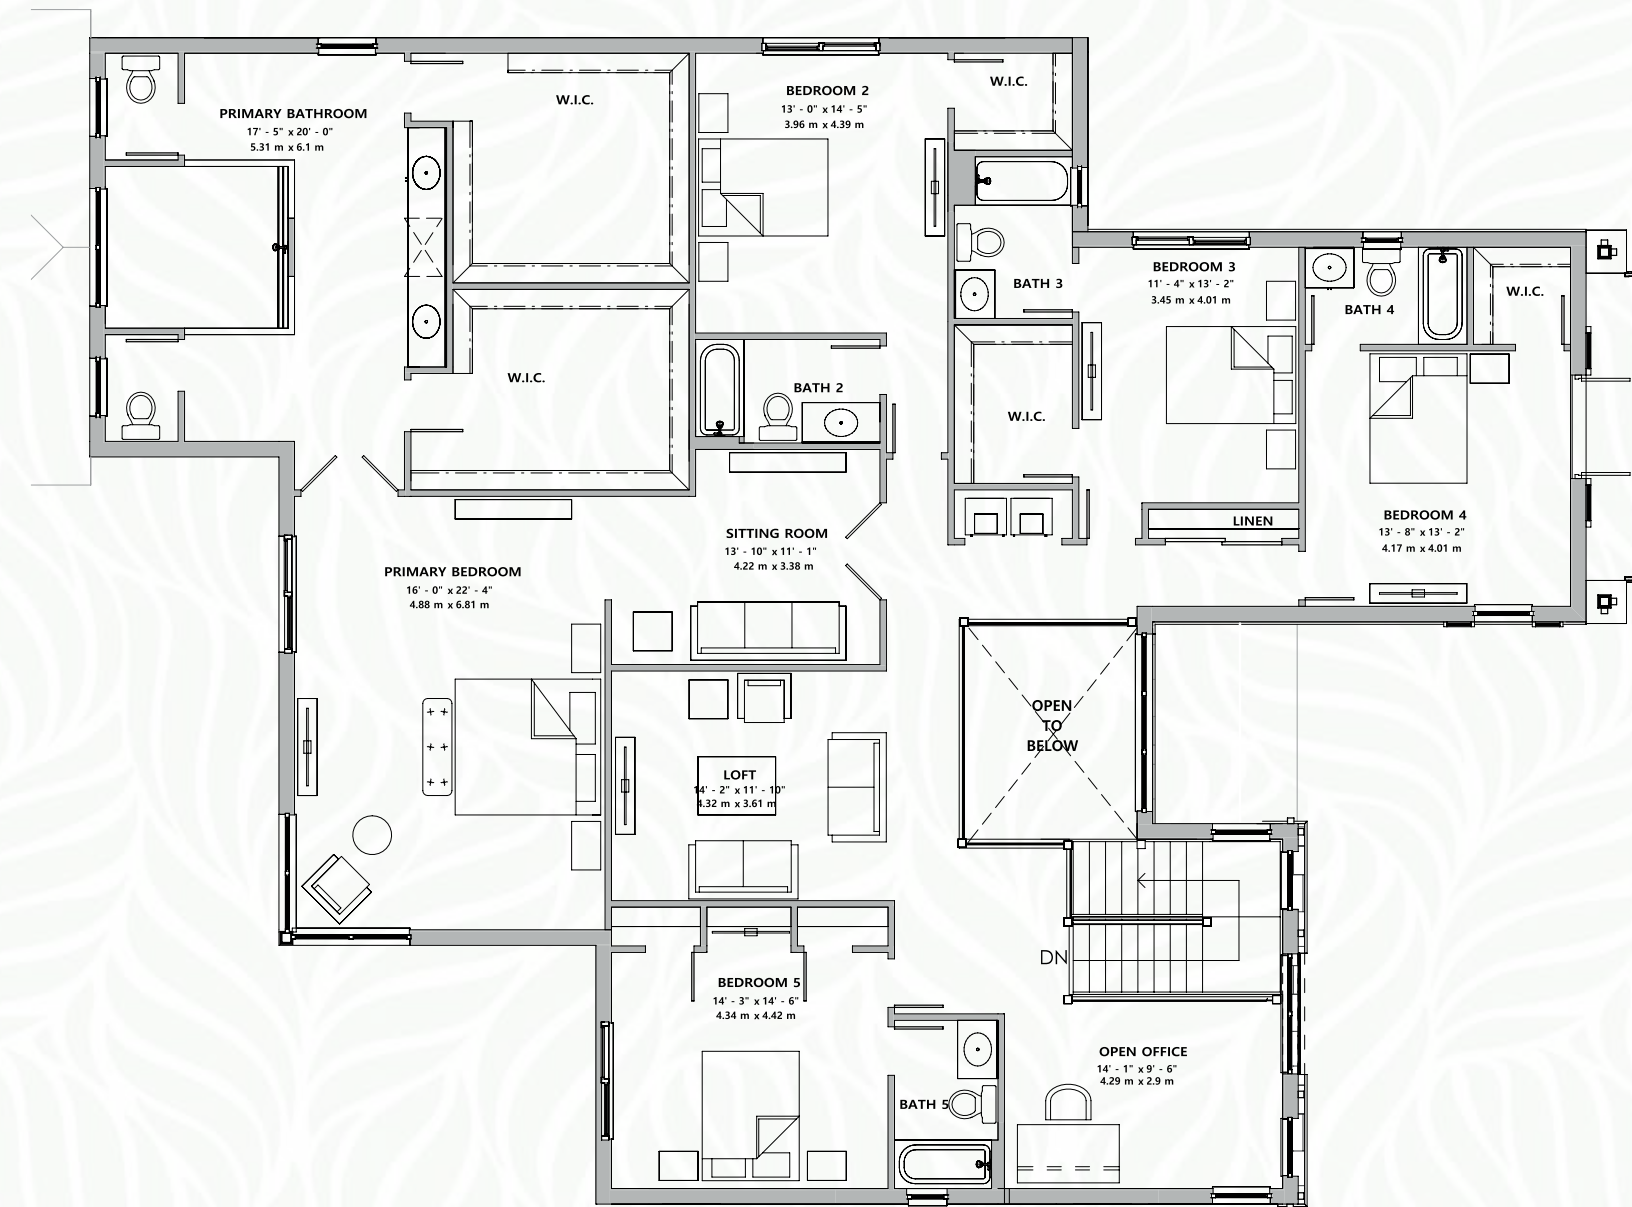 PRIMARY BATHROOM
17' - 5" x 20' - 0"
5.31 m x 6.1 m
W.I.C.
BEDROOM 2
13' - 0" x 14' - 5"
3.96 m x 4.39 m
W.I.C.
BATH 3
BEDROOM 3
11' - 4" x 13' - 2"
3.45 m x 4.01 m
BATH 4
W.I.C.
W.I.C.
BATH 2
W.I.C.
SITTING ROOM
13' - 10" x 11' - 1"
4.22 m x 3.38 m
LINEN
BEDROOM 4
13' - 8" x 13' - 2"
4.17 m x 4.01 m
PRIMARY BEDROOM
16' - 0" x 22' - 4"
4.88 m x 6.81 m
OPEN
TO
BELOW
LOFT
14' - 2" x 11' - 10"
4.32 m x 3.61 m
DN
BEDROOM 5
14' - 3" x 14' - 6"
4.34 m x 4.42 m
BATH 5
OPEN OFFICE
14' - 1" x 9' - 6"
4.29 m x 2.9 m